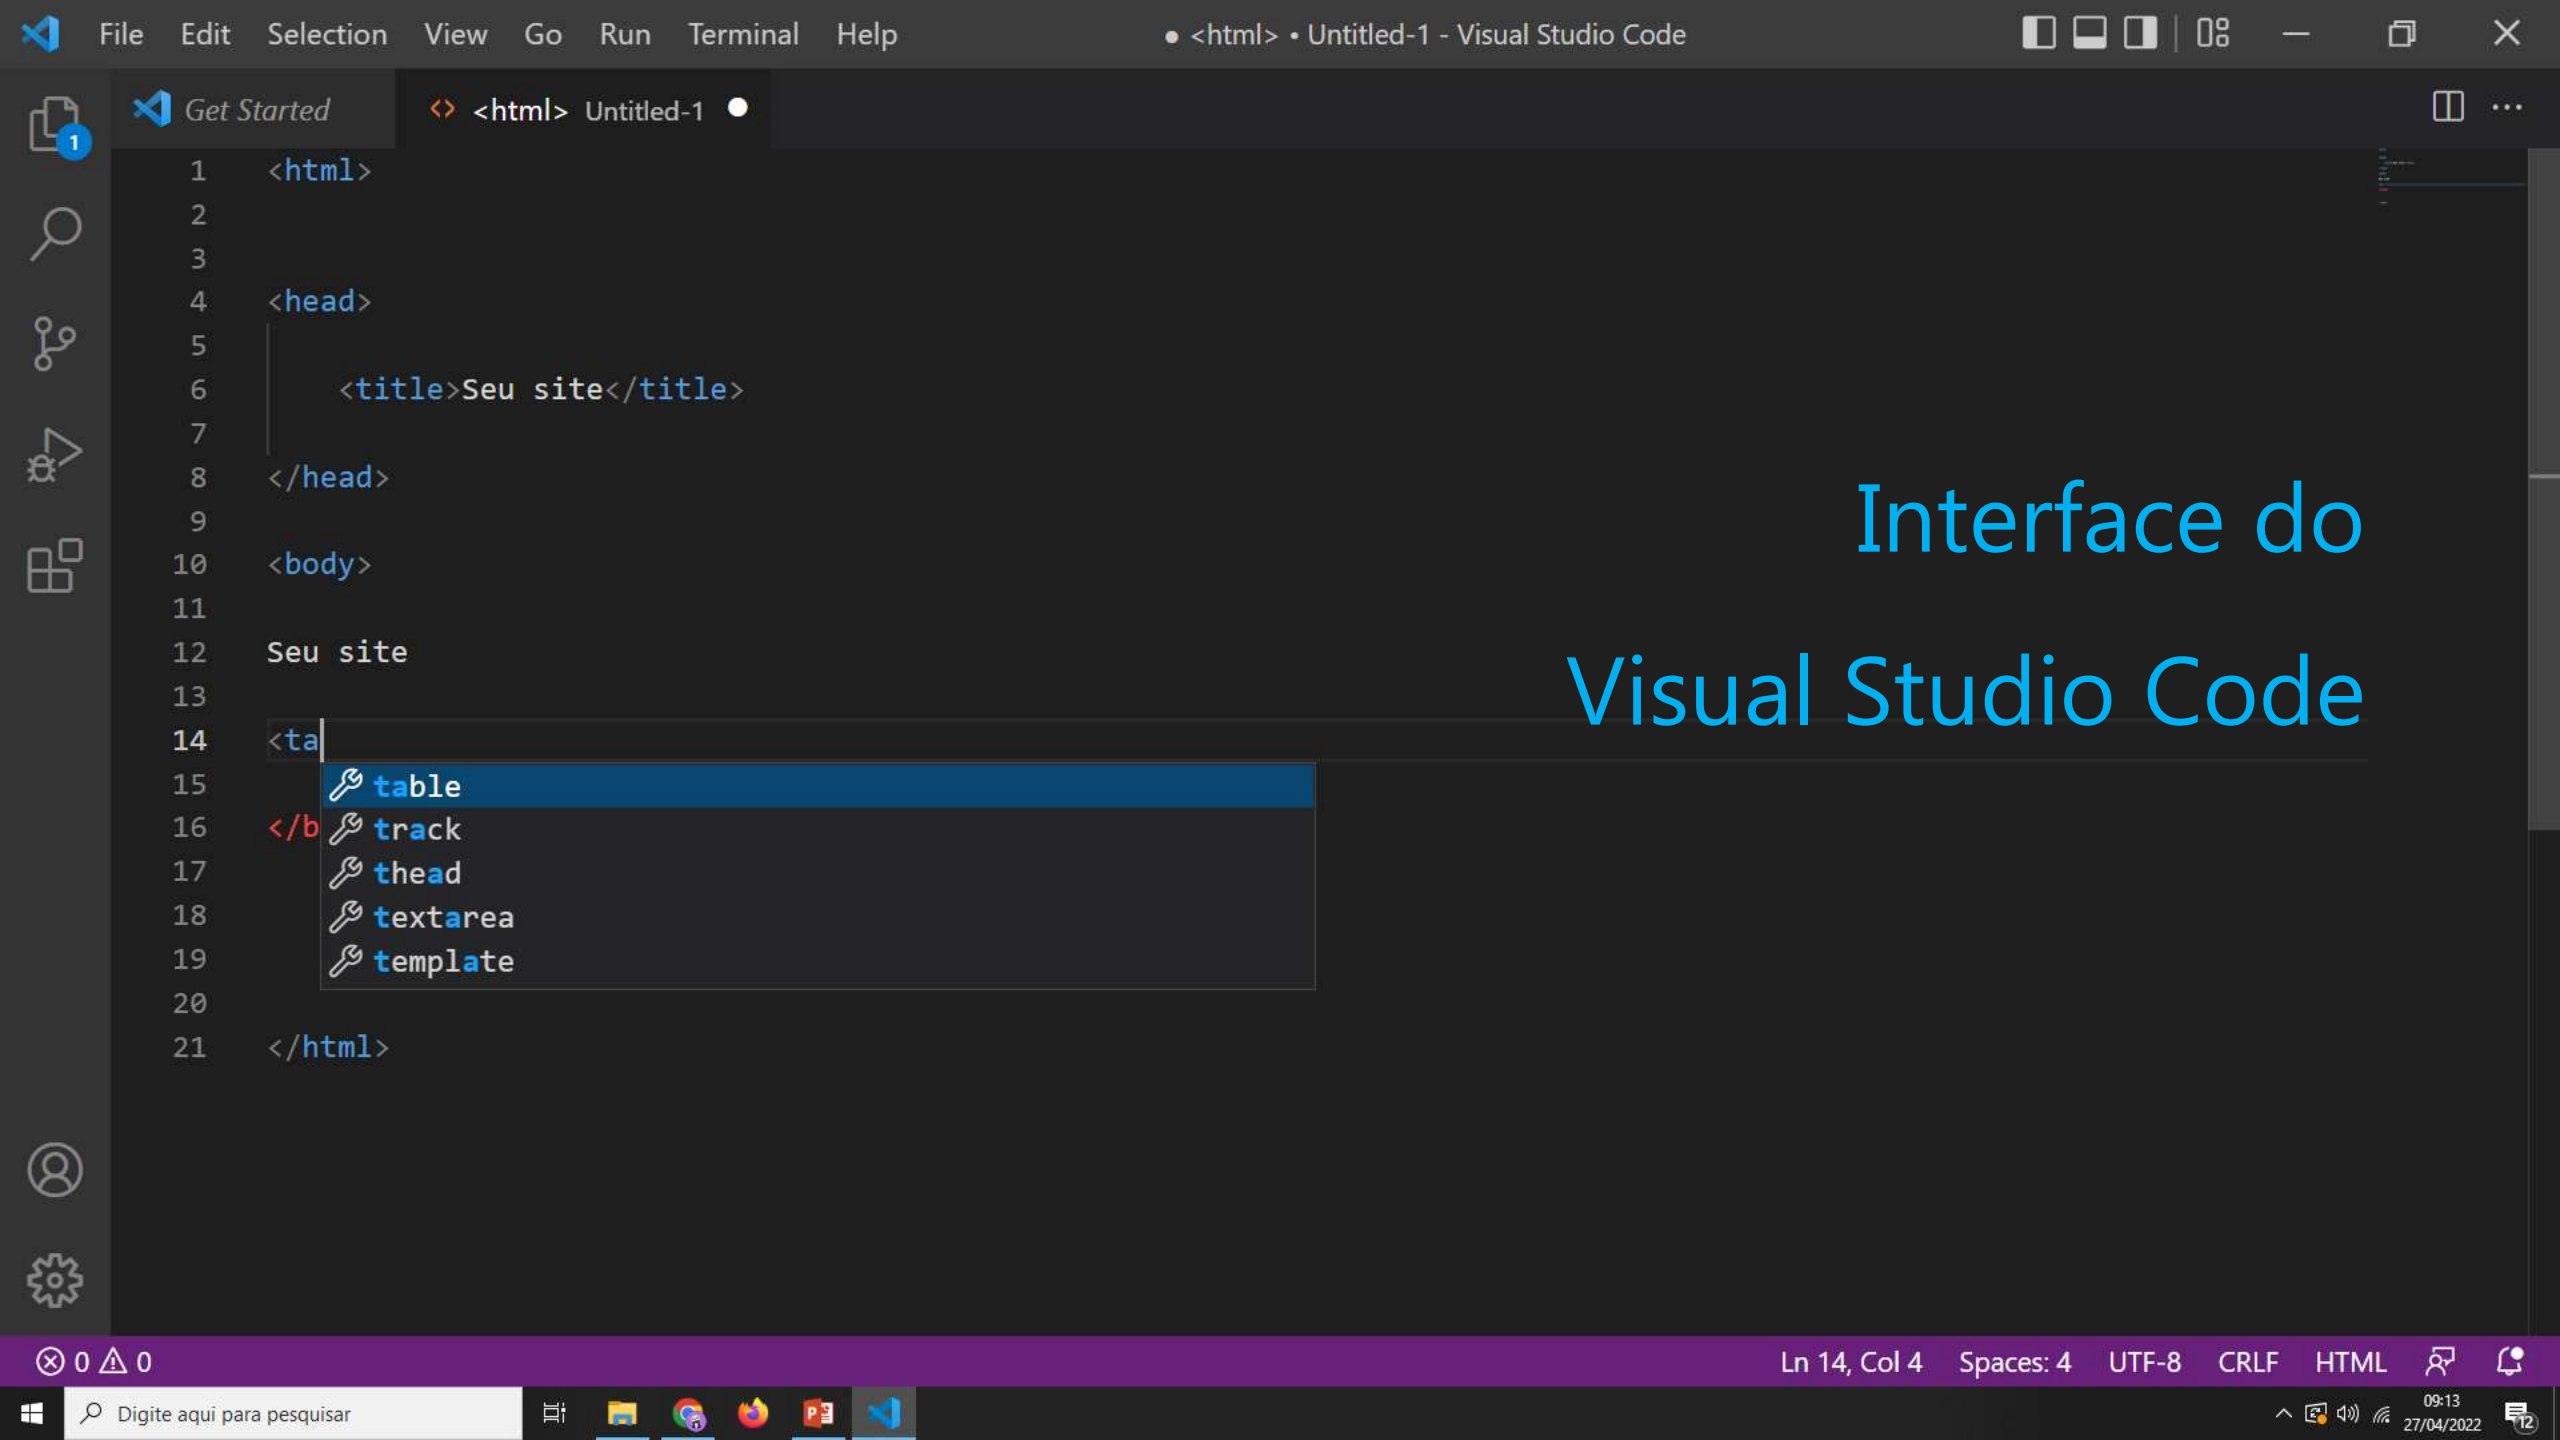 File Edit Selection View Go Run Terminal Help
● <html> • Untitled-1 - Visual Studio Code
Get Started
<> <html> Untitled-1 ●
1
1 <html>
2
3
4 <head>
5
6 <title>Seu site</title>
7
8 </head>
9
10 <body>
11
12 Seu site
13
14 <ta
15
16 </b
17
18
19
20
21 </html>
table
track
thead
textarea
template
Interface do
Visual Studio Code
0 0
Ln 14, Col 4 Spaces: 4 UTF-8 CRLF HTML
Digite aqui para pesquisar
09:13
27/04/2022
12